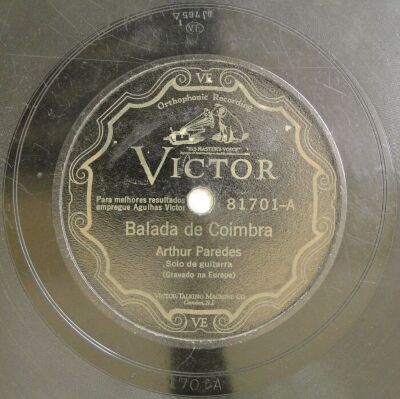 VE
Orthophonic Recording
"HIS MASTER'S VOICE"
VICTOR
Para melhores resultados
empregue Agulhas Victor
81701-A
Balada de Coimbra
Arthur Paredes
Solo de guitarra
(Gravado na Europa)
VICTOR TALKING MACHINE CO.
Camden, N.J.
VE